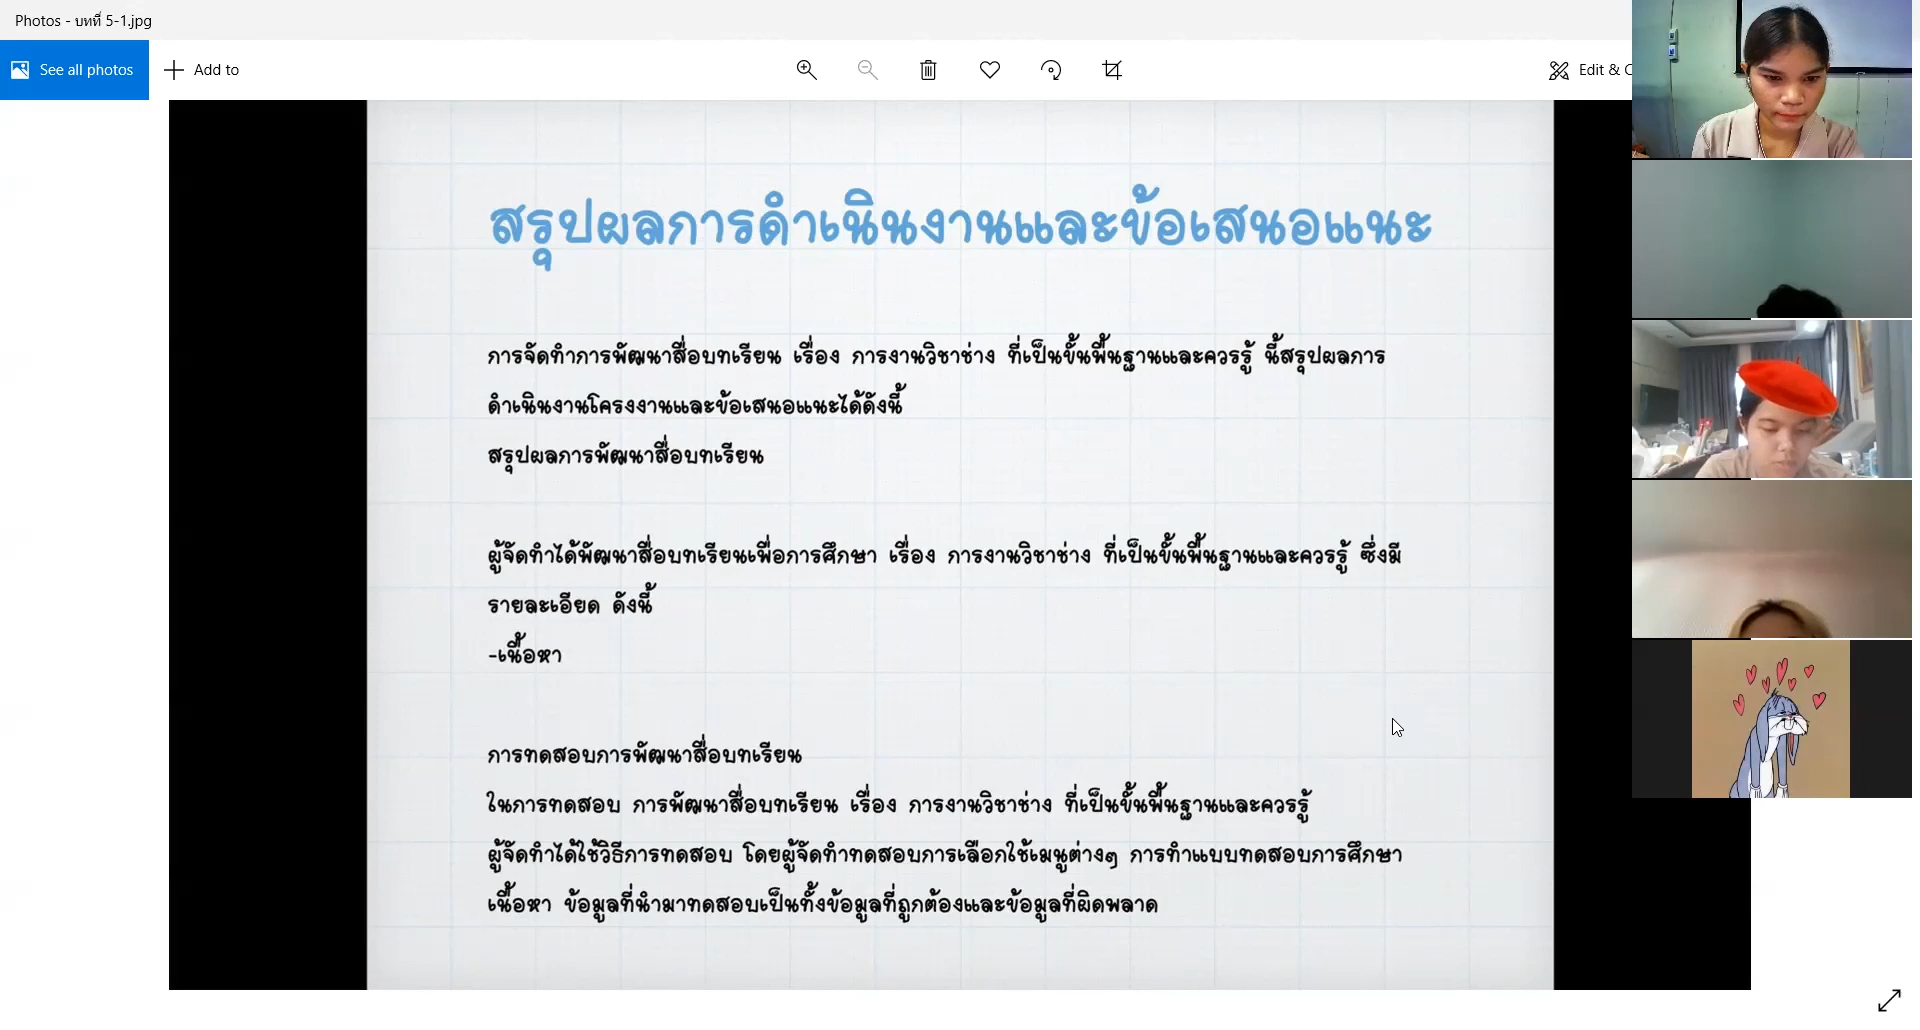 Photos - บทที่ 5-1.jpg
See all photos
Add to
Edit & C
สรุปผลการดำเนินงานและข้อเสนอแนะ
การจัดทำการพัฒนาสื่อบทเรียน เรื่อง การงานวิชาช่าง ที่เป็นขั้นพื้นฐานและควรรู้ นี้สรุปผลการ
ดำเนินงานโครงงานและข้อเสนอแนะได้ดังนี้
สรุปผลการพัฒนาสื่อบทเรียน
ผู้จัดทำได้พัฒนาสื่อบทเรียนเพื่อการศึกษา เรื่อง การงานวิชาช่าง ที่เป็นขั้นพื้นฐานและควรรู้ ซึ่งมี
รายละเอียด ดังนี้
-เนื้อหา
การทดสอบการพัฒนาสื่อบทเรียน
ในการทดสอบ การพัฒนาสื่อบทเรียน เรื่อง การงานวิชาช่าง ที่เป็นขั้นพื้นฐานและควรรู้
ผู้จัดทำได้ใช้วิธีการทดสอบ โดยผู้จัดทำทดสอบการเลือกใช้เมนูต่างๆ การทำแบบทดสอบการศึกษา
เนื้อหา ข้อมูลที่นำมาทดสอบเป็นทั้งข้อมูลที่ถูกต้องและข้อมูลที่ผิดพลาด